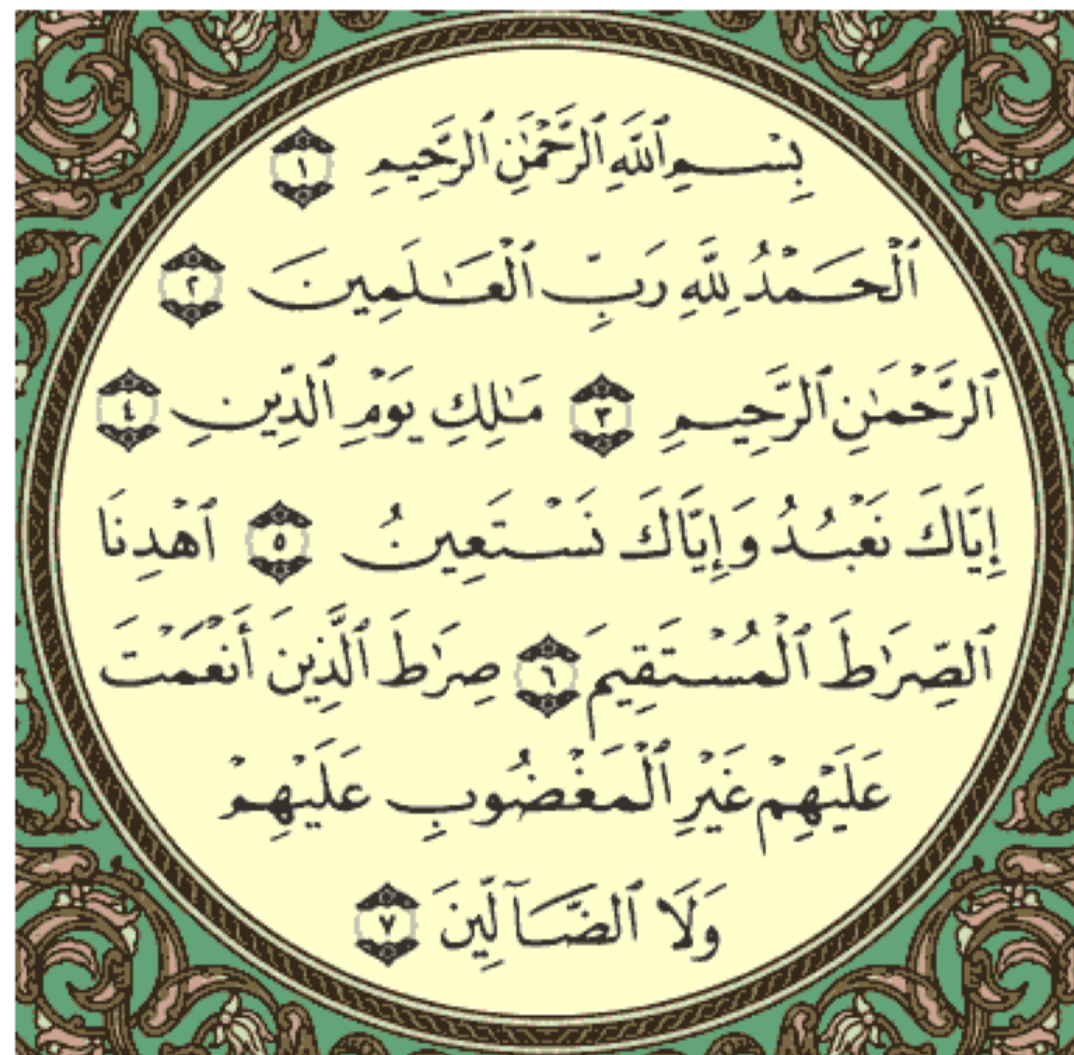 بِسْمِ ٱللَّهِ ٱلرَّحْمَٰنِ ٱلرَّحِيمِ ١
ٱلْحَمْدُ لِلَّهِ رَبِّ ٱلْعَٰلَمِينَ ٢
ٱلرَّحْمَٰنِ ٱلرَّحِيمِ ٣ مَٰلِكِ يَوْمِ ٱلدِّينِ ٤
إِيَّاكَ نَعْبُدُ وَإِيَّاكَ نَسْتَعِينُ ٥ ٱهْدِنَا
ٱلصِّرَٰطَ ٱلْمُسْتَقِيمَ ٦ صِرَٰطَ ٱلَّذِينَ أَنْعَمْتَ
عَلَيْهِمْ غَيْرِ ٱلْمَغْضُوبِ عَلَيْهِمْ
وَلَا ٱلضَّآلِّينَ ٧